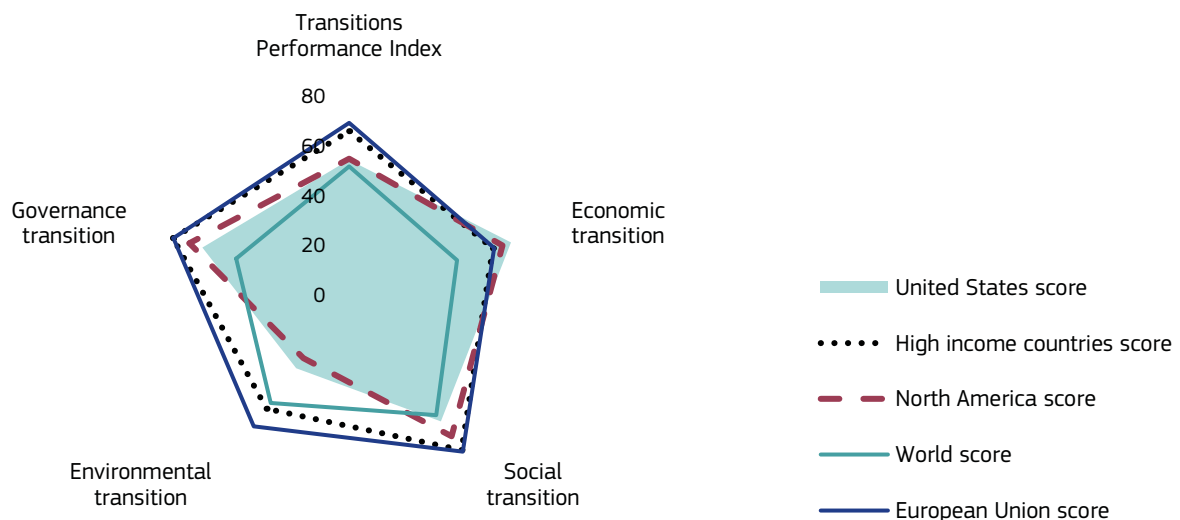 Transitions
Performance Index
80
60
40
20
0
Governance
transition
Economic
transition
Environmental
transition
Social
transition
United States score
High income countries score
North America score
World score
European Union score